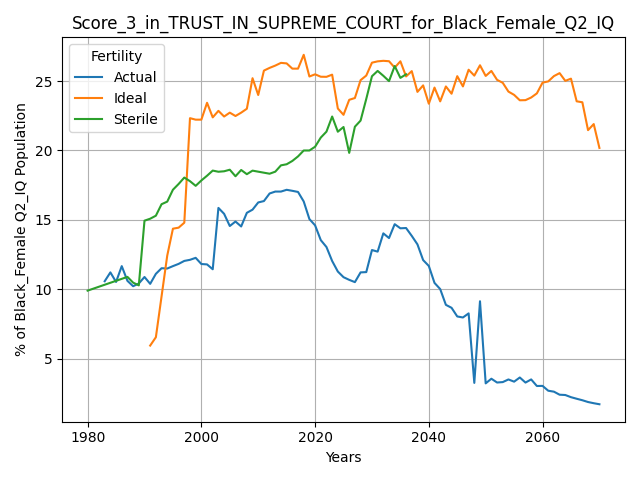 Score_3_in_TRUST_IN_SUPREME_COURT_for_Black_Female_Q2_IQ
Fertility
Actual
Ideal
Sterile
% of Black_Female Q2_IQ Population
25
20
15
10
5
1980 2000 2020 2040 2060
Years